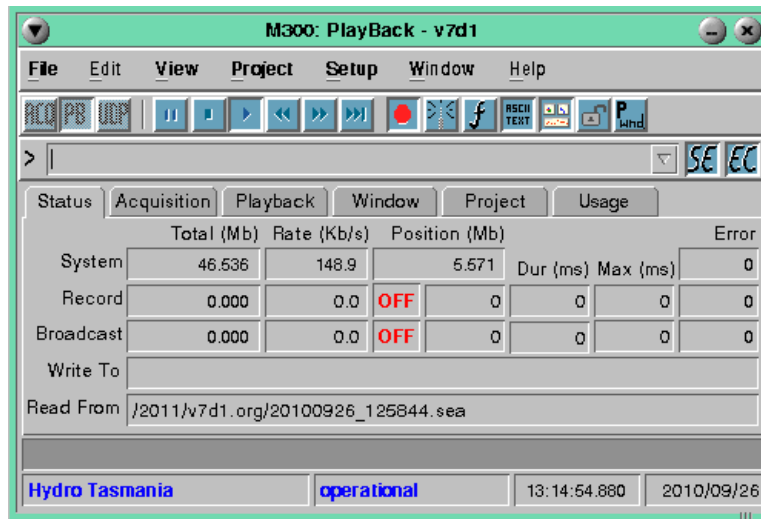 M300: PlayBack - v7d1
File Edit View Project Setup Window Help
ACQ PB UDP f ASCII TEXT P Wnd
> SE EC
Status Acquisition Playback Window Project Usage
Total (Mb) Rate (Kb/s) Position (Mb) Error
System 46.536 148.9 5.571 Dur (ms) Max (ms) 0
Record 0.000 0.0 OFF 0 0 0 0
Broadcast 0.000 0.0 OFF 0 0 0 0
Write To
Read From /2011/v7d1.org/20100926_125844.sea
Hydro Tasmania operational 13:14:54.880 2010/09/26